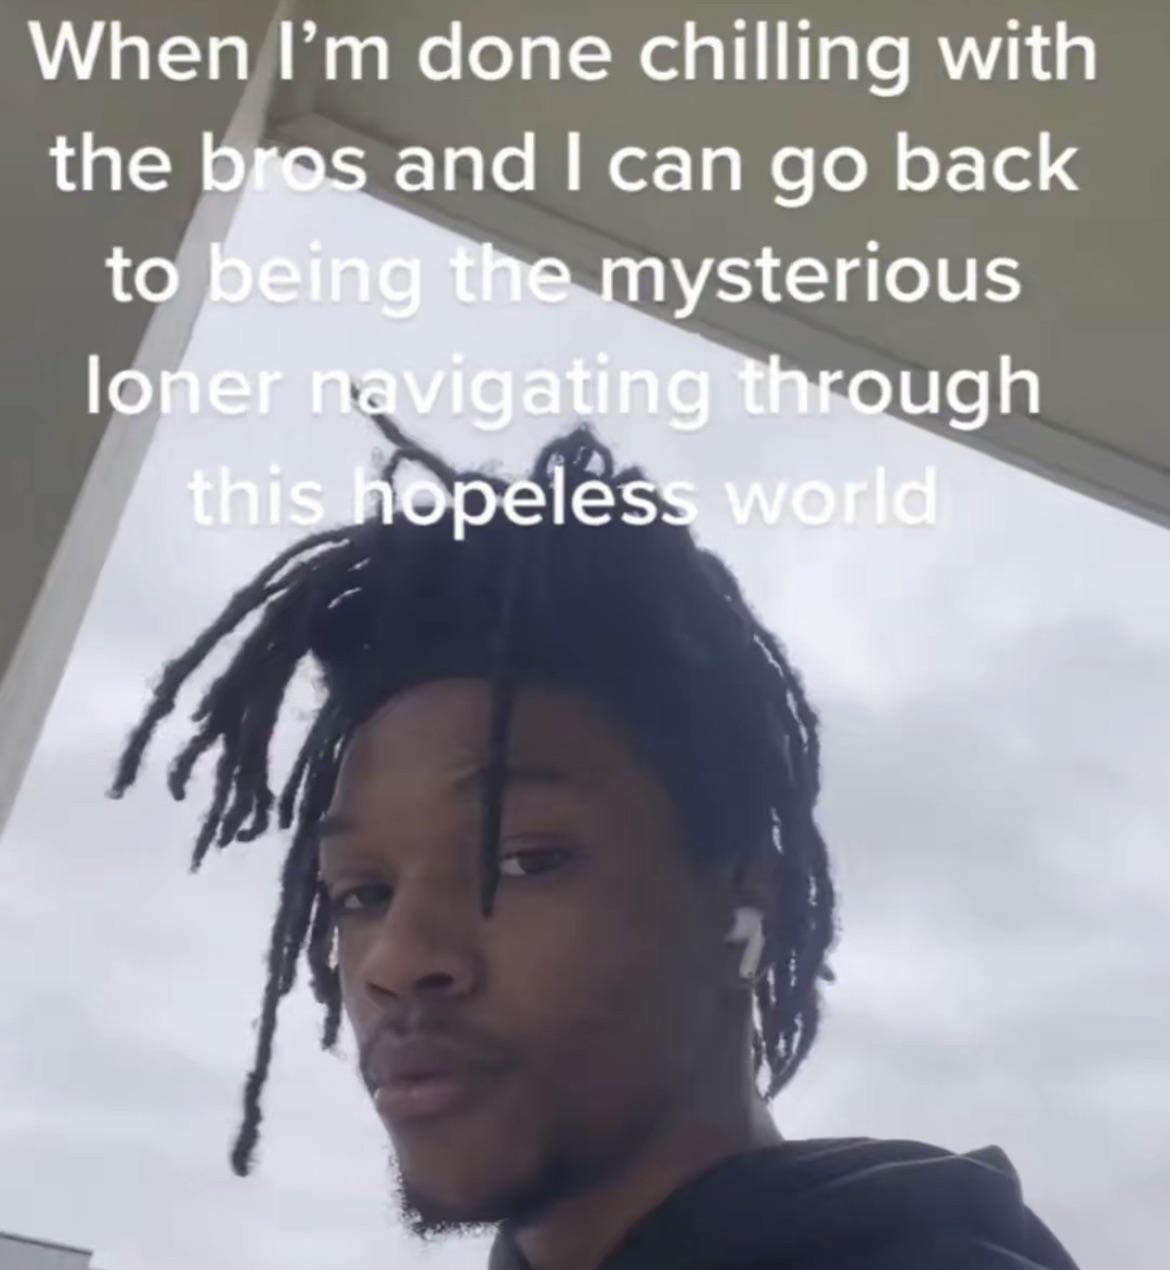 When I'm done chilling with
the bros and I can go back
to being the mysterious
loner navigating through
this hopeless world